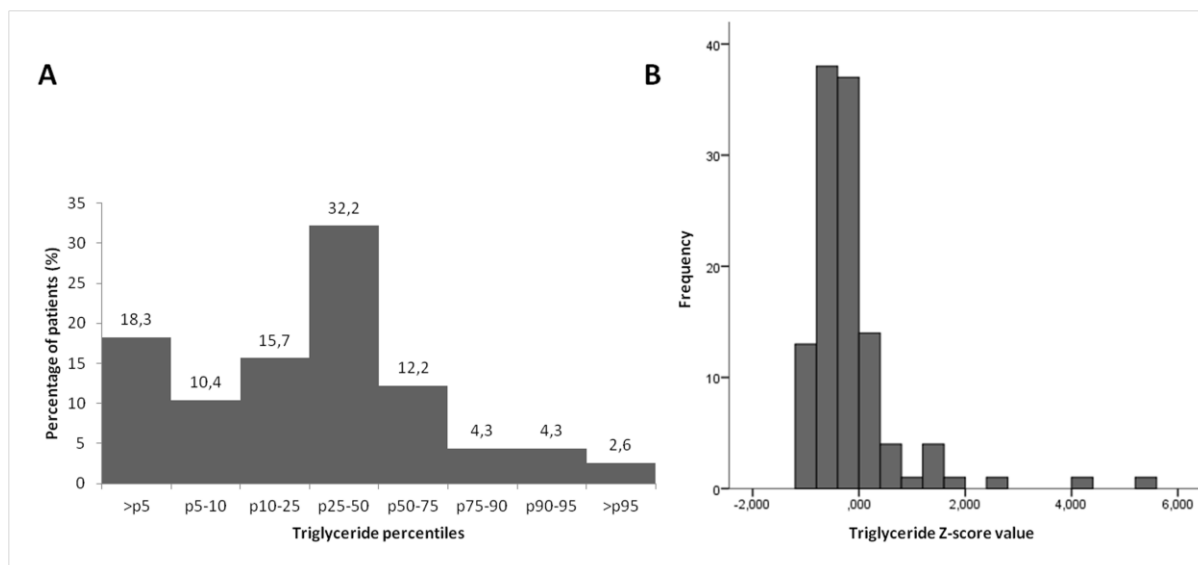 A
35
30
25
20
15
10
5
0
Percentage of patients (%)
18,3
10,4
15,7
32,2
12,2
4,3
4,3
2,6
>p5 p5-10 p10-25 p25-50 p50-75 p75-90 p90-95 >p95
Triglyceride percentiles
B
40
30
20
10
0
Frequency
-2,000 ,000 2,000 4,000 6,000
Triglyceride Z-score value